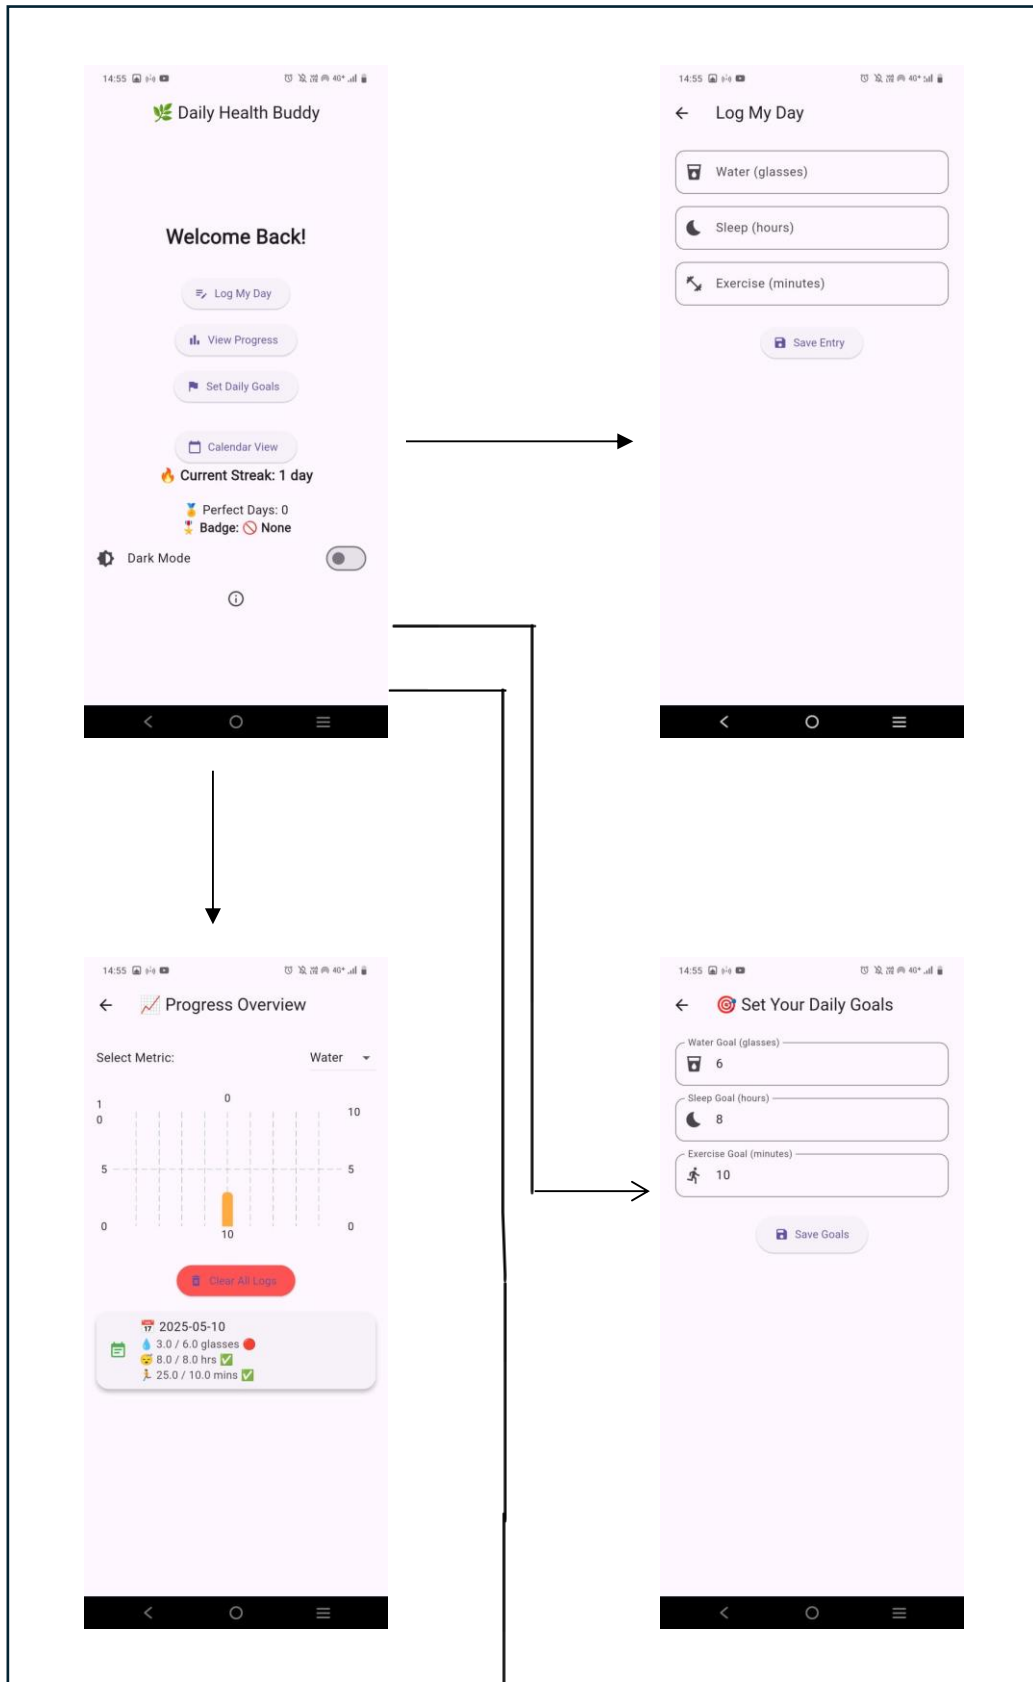 14:55
🌿 Daily Health Buddy
Welcome Back!
Log My Day
View Progress
Set Daily Goals
Calendar View
🔥 Current Streak: 1 day
🏅 Perfect Days: 0
🎖️ Badge: 🚫 None
Dark Mode
14:55
Log My Day
Water (glasses)
Sleep (hours)
Exercise (minutes)
Save Entry
14:55
📈 Progress Overview
Select Metric:
Water
0
1
0
10
5
5
0
0
10
Clear All Logs
📅 2025-05-10
💧 3.0 / 6.0 glasses 🔴
😴 8.0 / 8.0 hrs ✅
🏃 25.0 / 10.0 mins ✅
14:55
🎯 Set Your Daily Goals
Water Goal (glasses)
6
Sleep Goal (hours)
8
Exercise Goal (minutes)
10
Save Goals